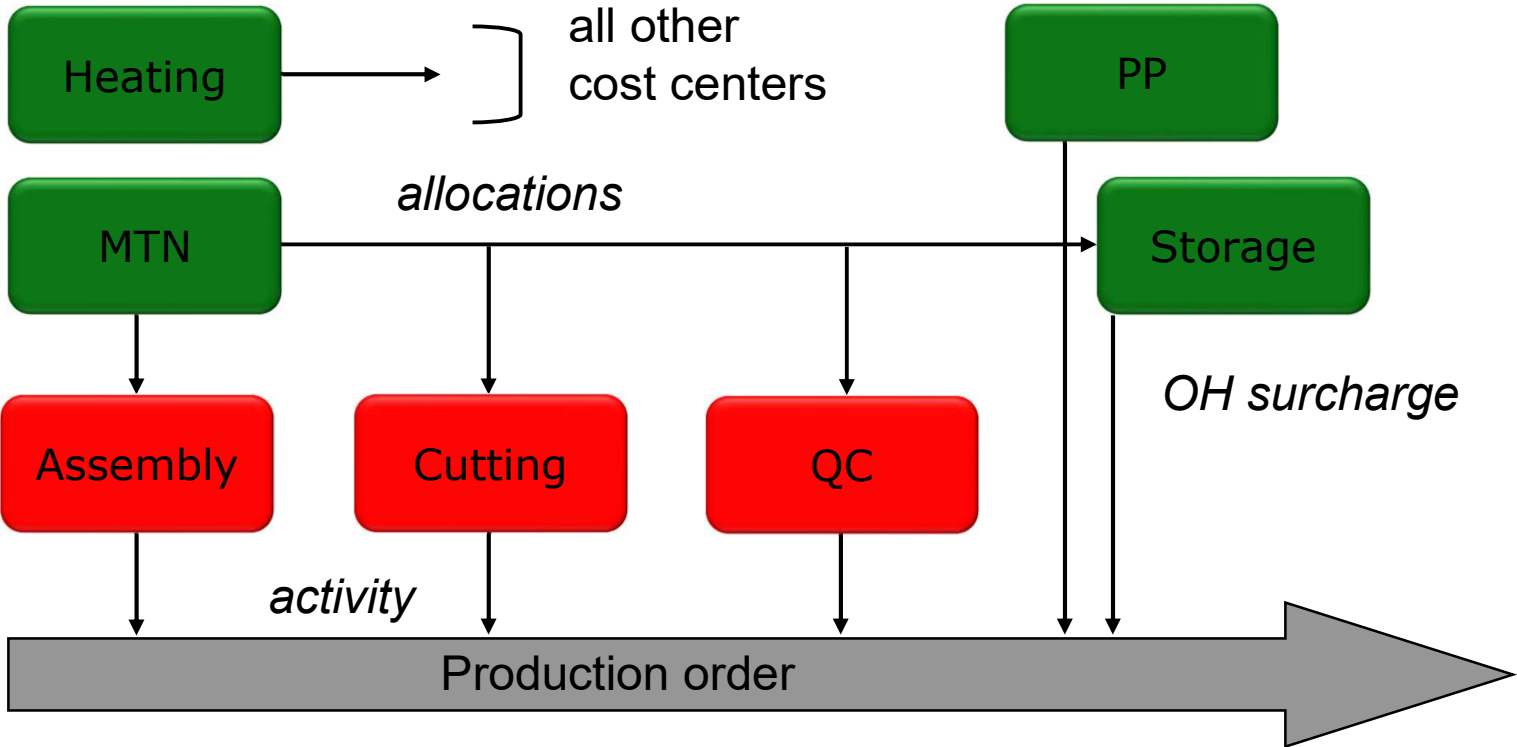 Heating
all other
cost centers
PP
MTN
allocations
Storage
OH surcharge
Assembly
Cutting
QC
activity
Production order